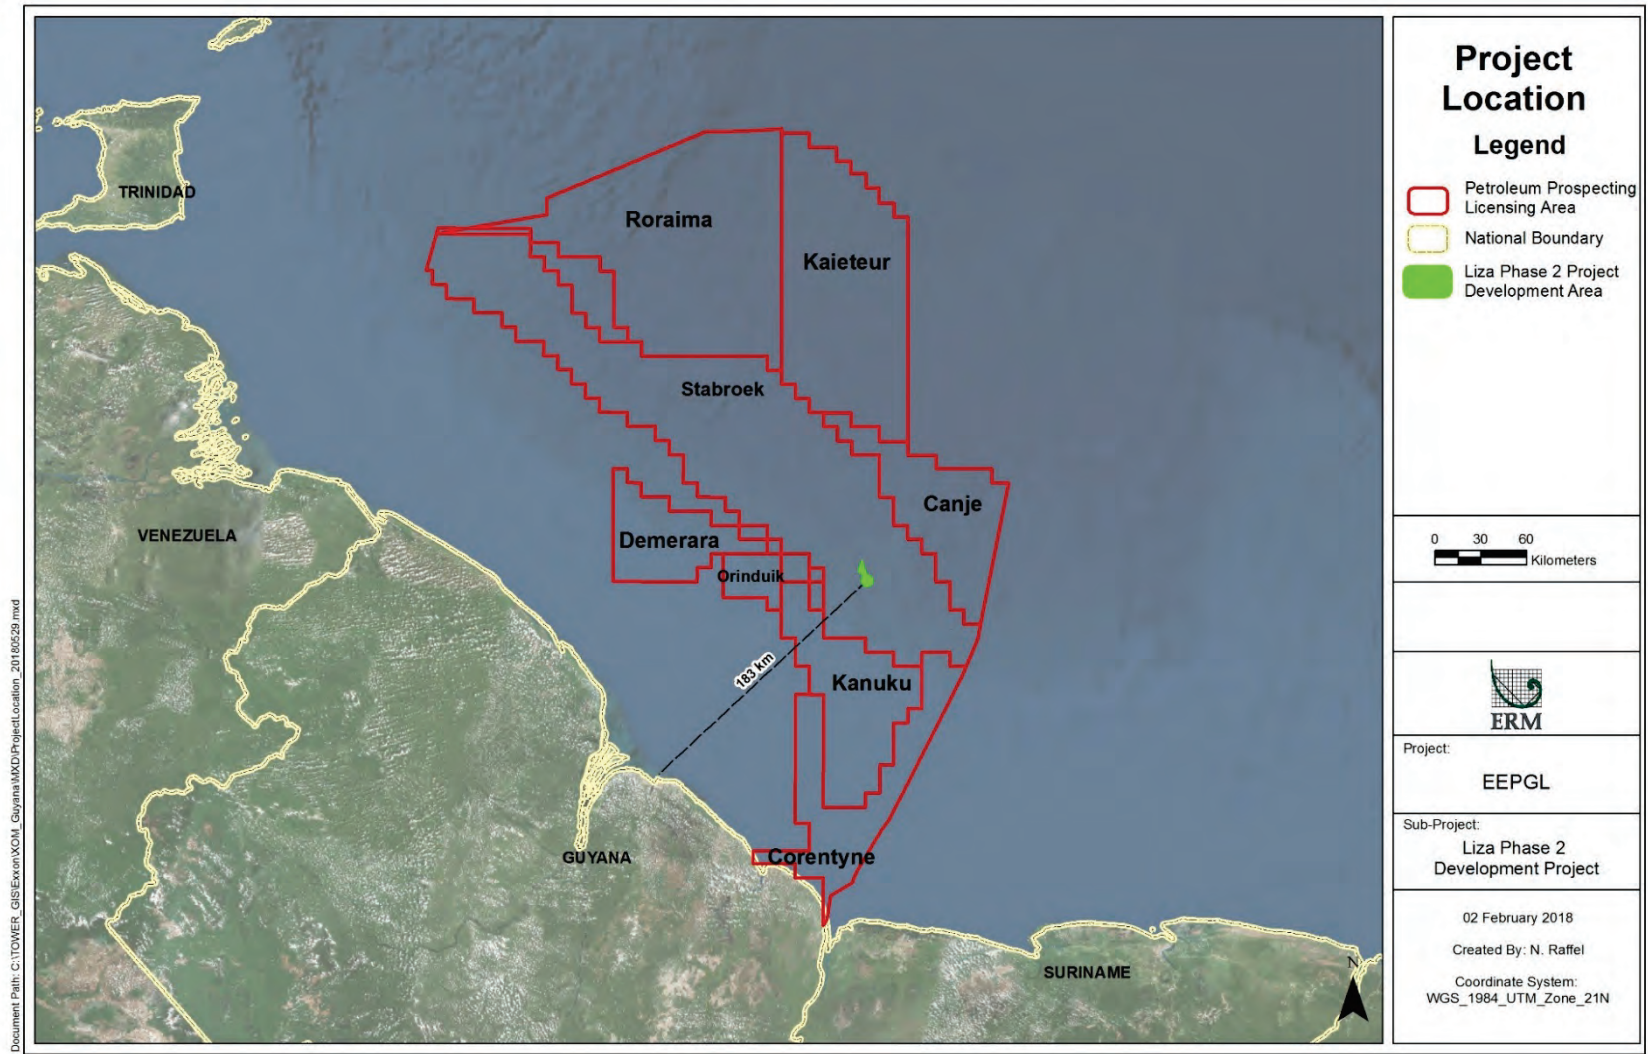 TRINIDAD
Roraima
Kaieteur
Stabroek
Canje
VENEZUELA
Demerara
Orinduik
183 km
Kanuku
GUYANA
Corentyne
SURINAME
N
Project
Location
Legend
Petroleum Prospecting
Licensing Area
National Boundary
Liza Phase 2 Project
Development Area
0 30 60
Kilometers
ERM
Project:
EEPGL
Sub-Project:
Liza Phase 2
Development Project
02 February 2018
Created By: N. Raffel
Coordinate System:
WGS_1984_UTM_Zone_21N
Document Path: C:\TOWER_GIS\Exxon\XOM_Guyana\MXD\ProjectLocation_20180529.mxd